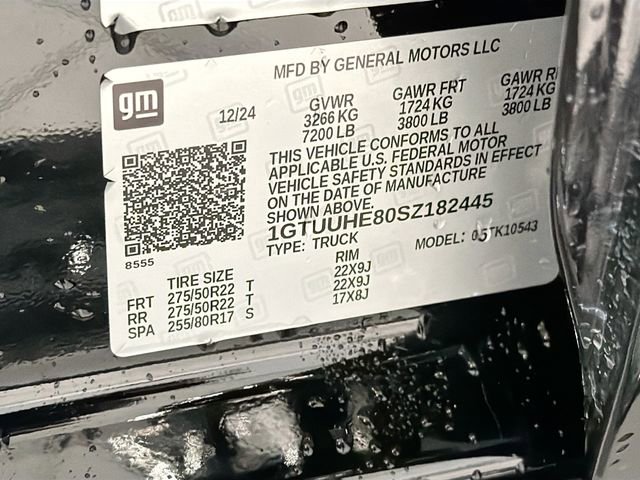 gm
MFD BY GENERAL MOTORS LLC
12/24
GVWR GAWR FRT GAWR R
3266 KG 1724 KG 1724 KG
7200 LB 3800 LB 3800 LB
THIS VEHICLE CONFORMS TO ALL
APPLICABLE U.S. FEDERAL MOTOR
VEHICLE SAFETY STANDARDS IN EFFECT
ON THE DATE OF MANUFACTURE
SHOWN ABOVE.
1GTUUHE80SZ182445
TYPE: TRUCK MODEL: TK10543
8555
TIRE SIZE RIM
FRT 275/50R22 T 22X9J
RR 275/50R22 T 22X9J
SPA 255/80R17 S 17X8J